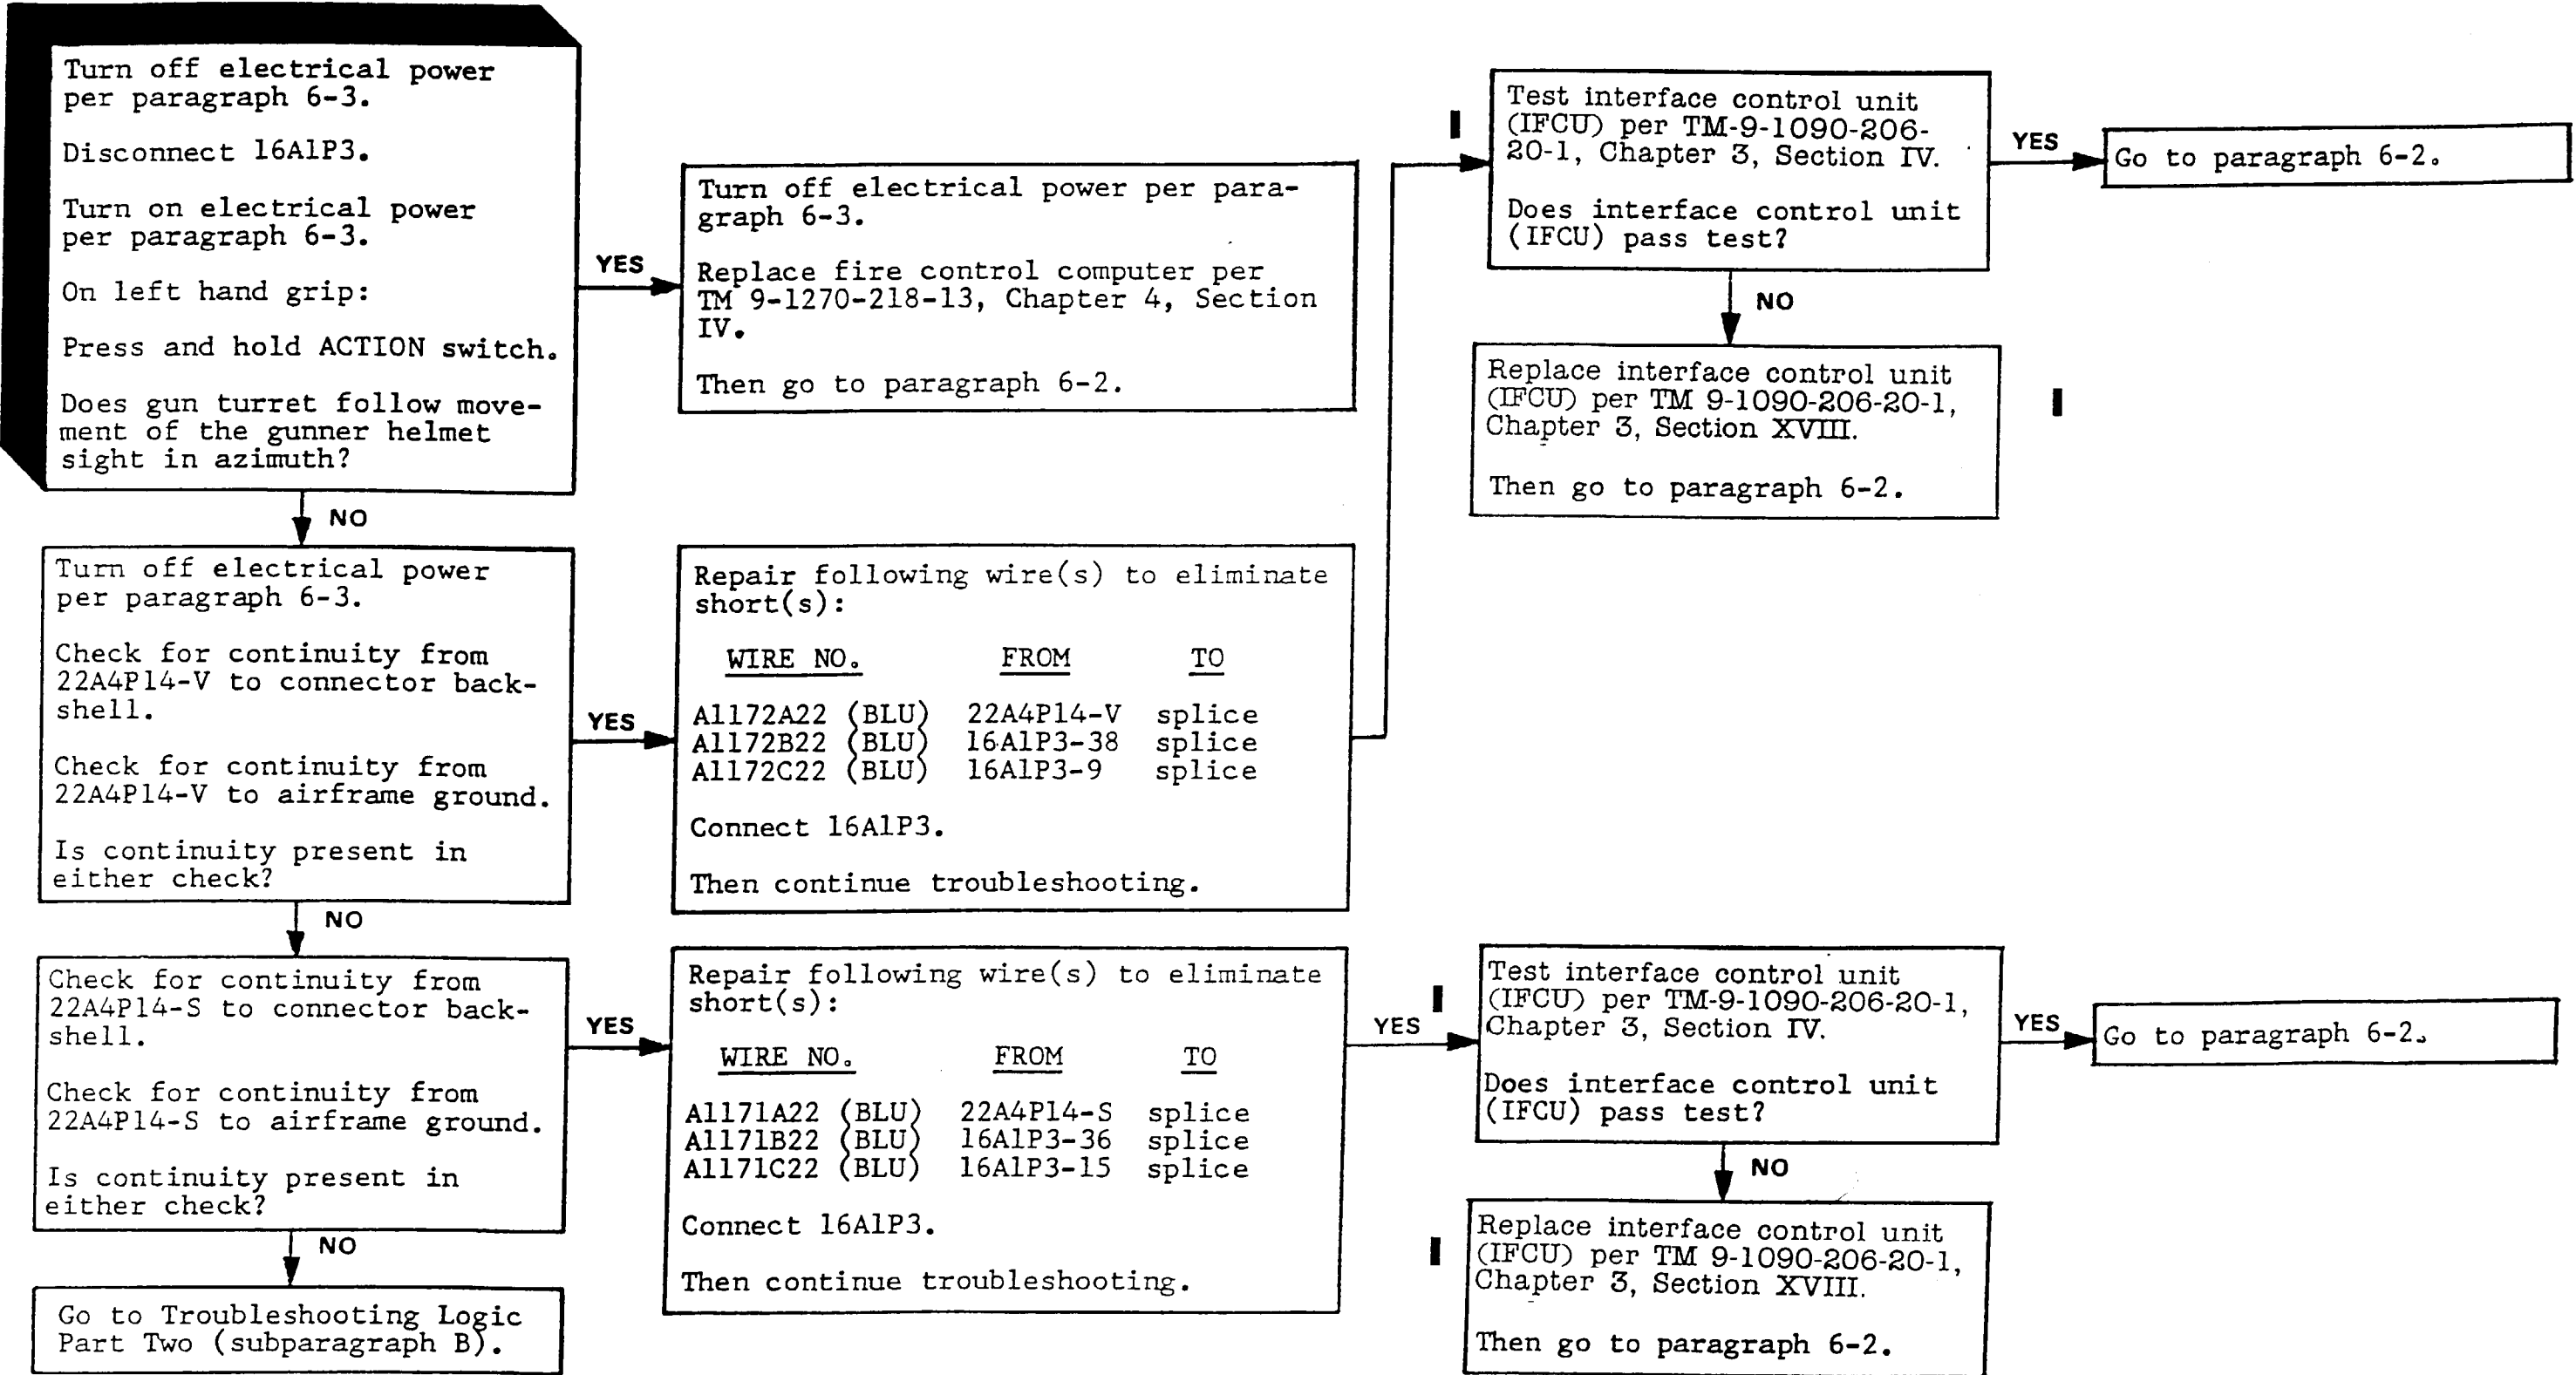 Turn off electrical power
per paragraph 6-3.
Disconnect 16A1P3.
Turn on electrical power
per paragraph 6-3.
On left hand grip:
Press and hold ACTION switch.
Does gun turret follow move-
ment of the gunner helmet
sight in azimuth?
YES
Turn off electrical power per para-
graph 6-3.
Replace fire control computer per
TM 9-1270-218-13, Chapter 4, Section
IV.
Then go to paragraph 6-2.
NO
Turn off electrical power
per paragraph 6-3.
Check for continuity from
22A4P14-V to connector back-
shell.
Check for continuity from
22A4P14-V to airframe ground.
Is continuity present in
either check?
YES
Repair following wire(s) to eliminate
short(s):
WIRE NO. FROM TO
A1172A22 (BLU) 22A4P14-V splice
A1172B22 (BLU) 16A1P3-38 splice
A1172C22 (BLU) 16A1P3-9 splice
Connect 16A1P3.
Then continue troubleshooting.
Test interface control unit
(IFCU) per TM-9-1090-206-
20-1, Chapter 3, Section IV.
Does interface control unit
(IFCU) pass test?
YES
Go to paragraph 6-2.
NO
Replace interface control unit
(IFCU) per TM 9-1090-206-20-1,
Chapter 3, Section XVIII.
Then go to paragraph 6-2.
NO
Check for continuity from
22A4P14-S to connector back-
shell.
Check for continuity from
22A4P14-S to airframe ground.
Is continuity present in
either check?
YES
Repair following wire(s) to eliminate
short(s):
WIRE NO. FROM TO
A1171A22 (BLU) 22A4P14-S splice
A1171B22 (BLU) 16A1P3-36 splice
A1171C22 (BLU) 16A1P3-15 splice
Connect 16A1P3.
Then continue troubleshooting.
YES
Test interface control unit
(IFCU) per TM-9-1090-206-20-1,
Chapter 3, Section IV.
Does interface control unit
(IFCU) pass test?
YES
Go to paragraph 6-2.
NO
Replace interface control unit
(IFCU) per TM 9-1090-206-20-1,
Chapter 3, Section XVIII.
Then go to paragraph 6-2.
NO
Go to Troubleshooting Logic
Part Two (subparagraph B).